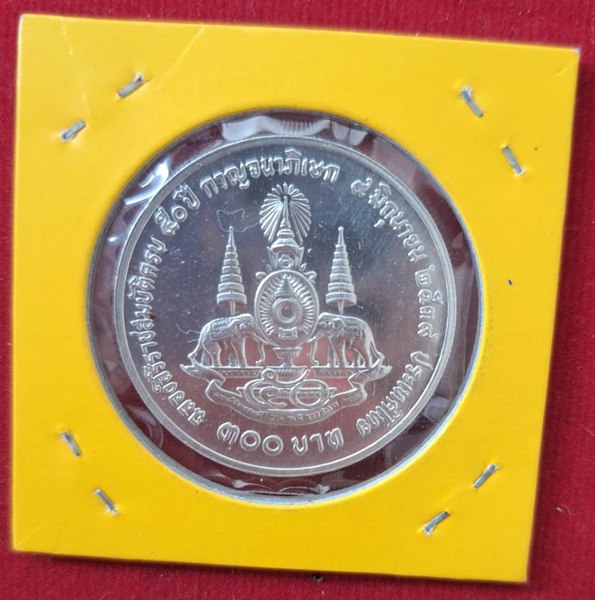 ฉลองสิริราชสมบัติครบ ๕๐ ปี กาญจนาภิเษก ๙ มิถุนายน ๒๕๓๙ ประเทศไทย
๓๐๐ บาท